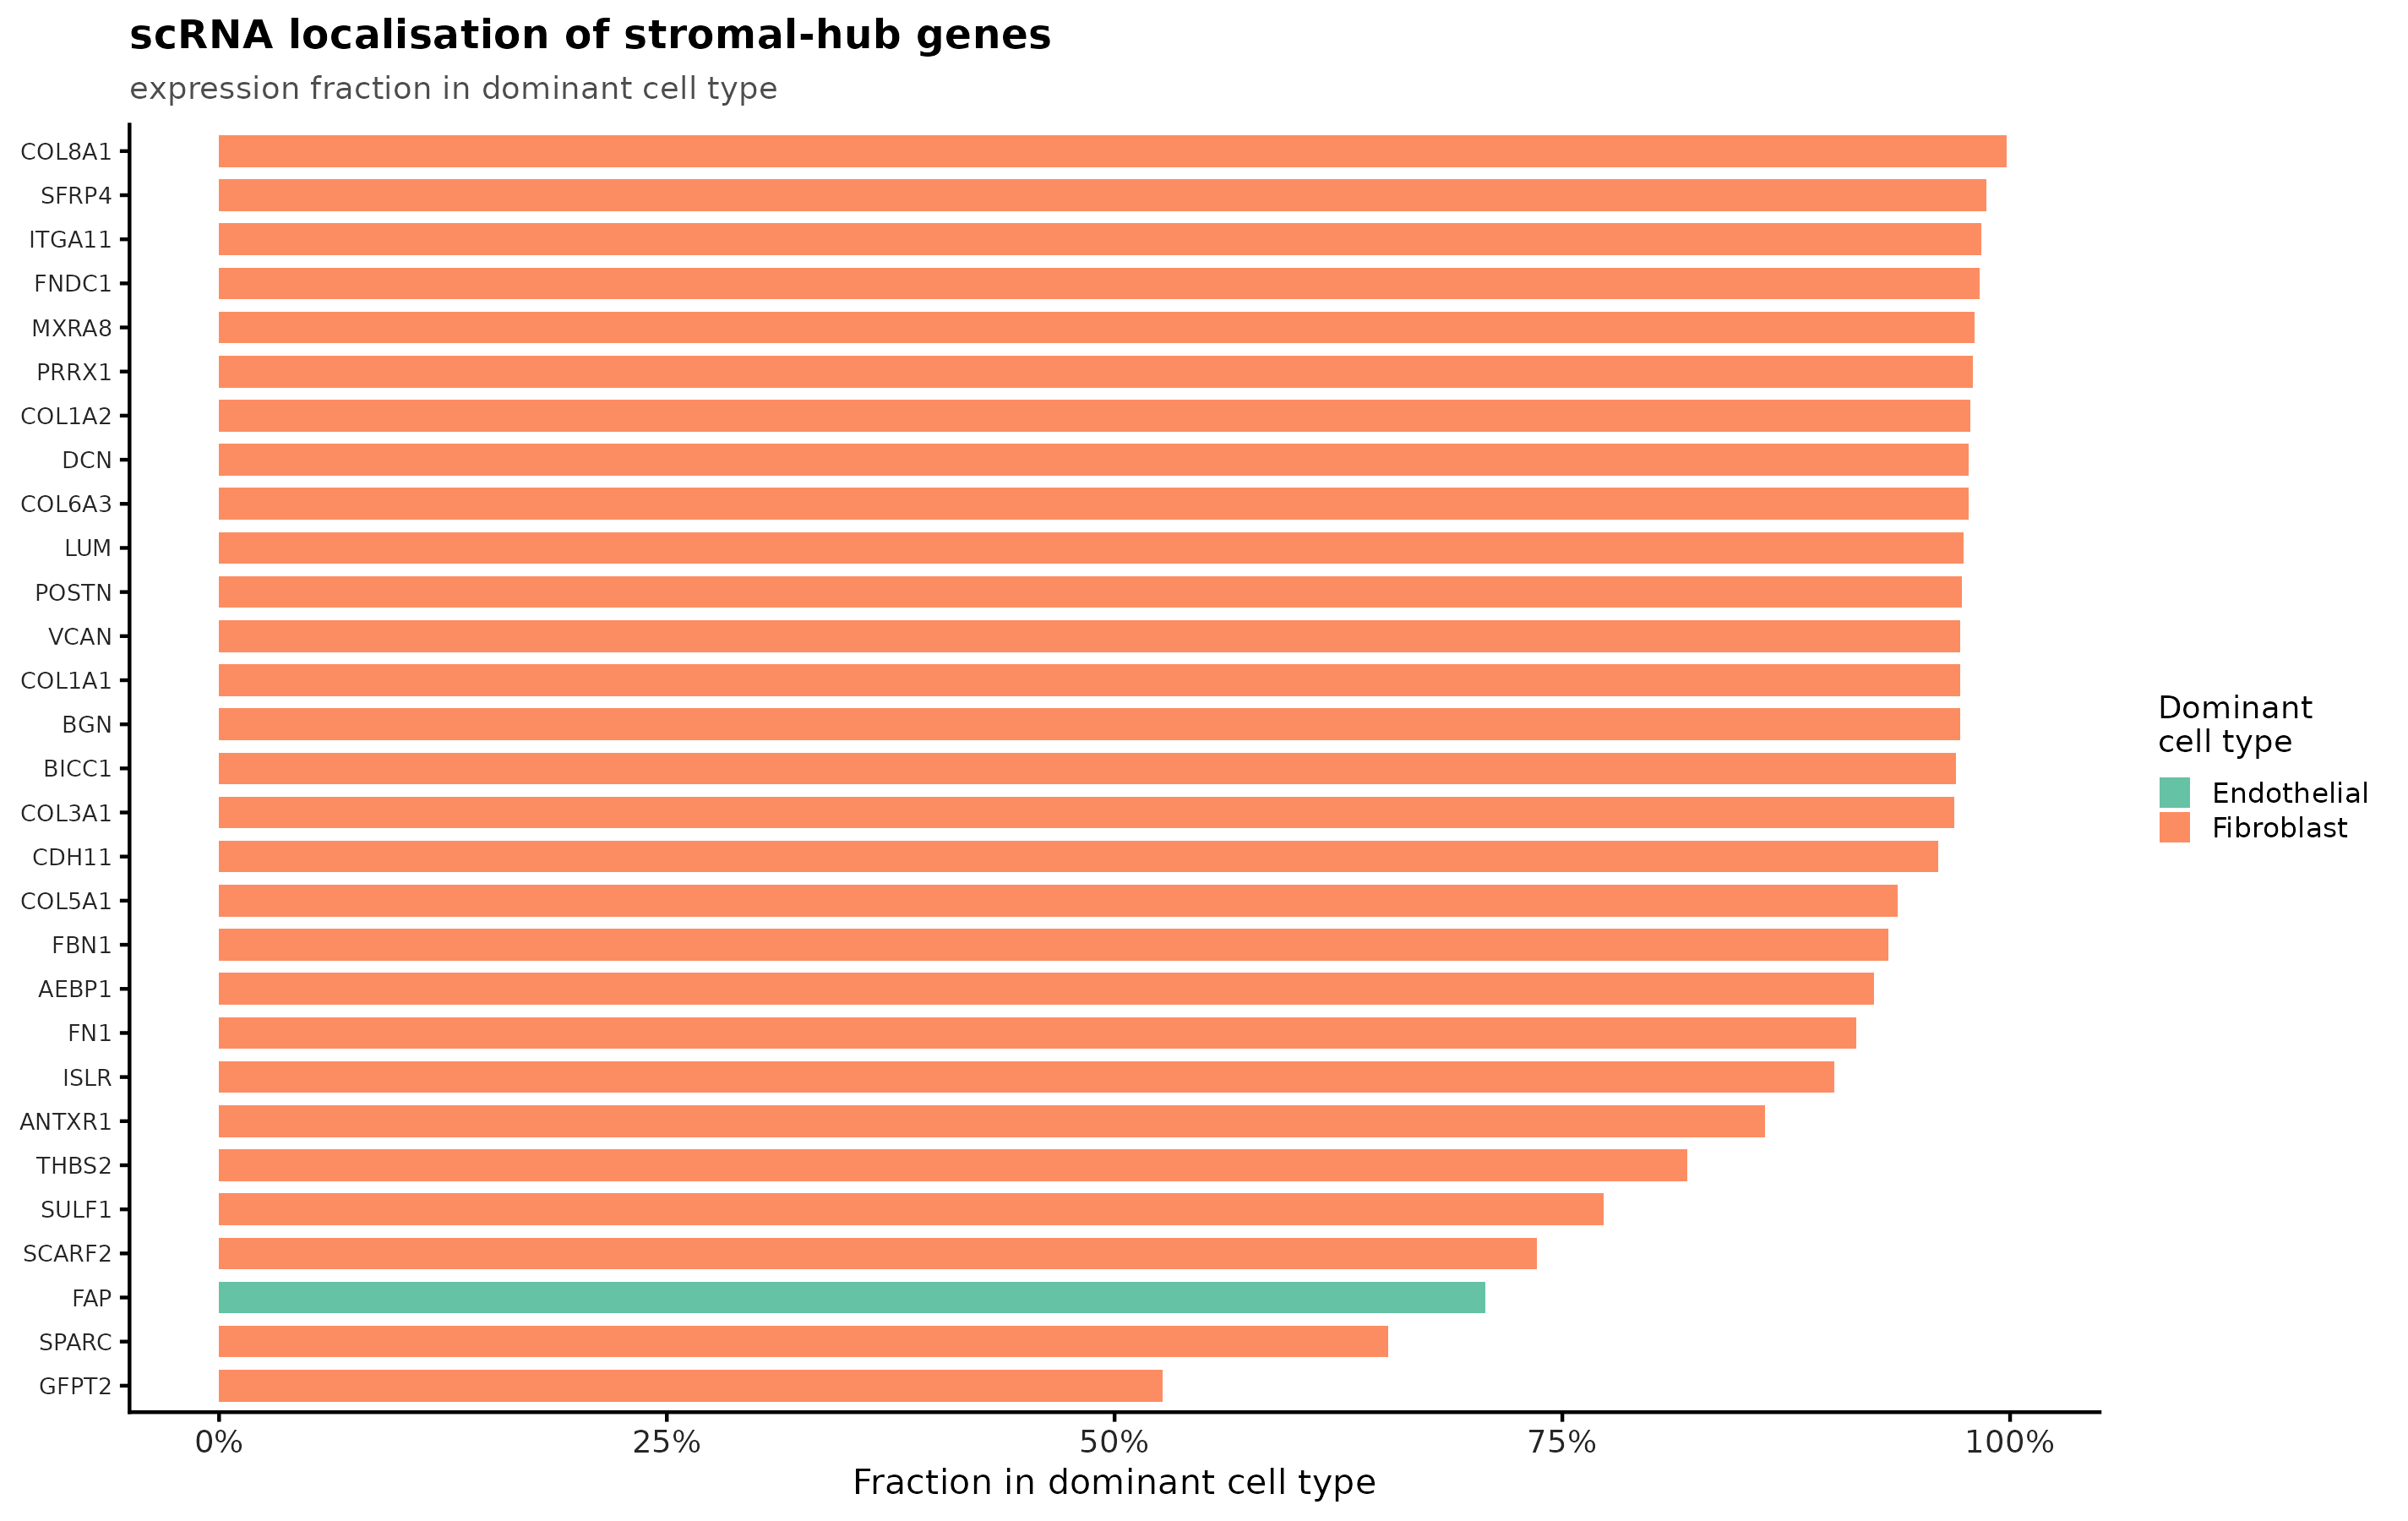 scRNA localisation of stromal-hub genes
expression fraction in dominant cell type
COL8A1
SFRP4
ITGA11
FNDC1
MXRA8
PRRX1
COL1A2
DCN
COL6A3
LUM
POSTN
VCAN
COL1A1
BGN
BICC1
COL3A1
CDH11
COL5A1
FBN1
AEBP1
FN1
ISLR
ANTXR1
THBS2
SULF1
SCARF2
FAP
SPARC
GFPT2
0% 25% 50% 75% 100%
Fraction in dominant cell type
Dominant
cell type
Endothelial
Fibroblast